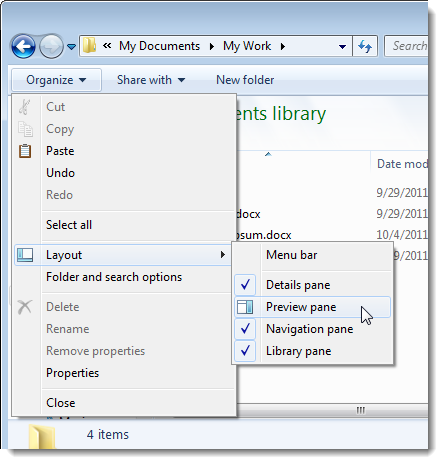 « My Documents ▸ My Work ▸
Search
Organize ▾ Share with ▾ New folder
Cut
Copy
Paste
Undo
Redo
Select all
Layout
Folder and search options
Delete
Rename
Remove properties
Properties
Close
ents library
Date mod
9/29/2011
.docx 9/29/2011
osum.docx 10/4/2011
9/29/2011
Menu bar
Details pane
Preview pane
Navigation pane
Library pane
4 items